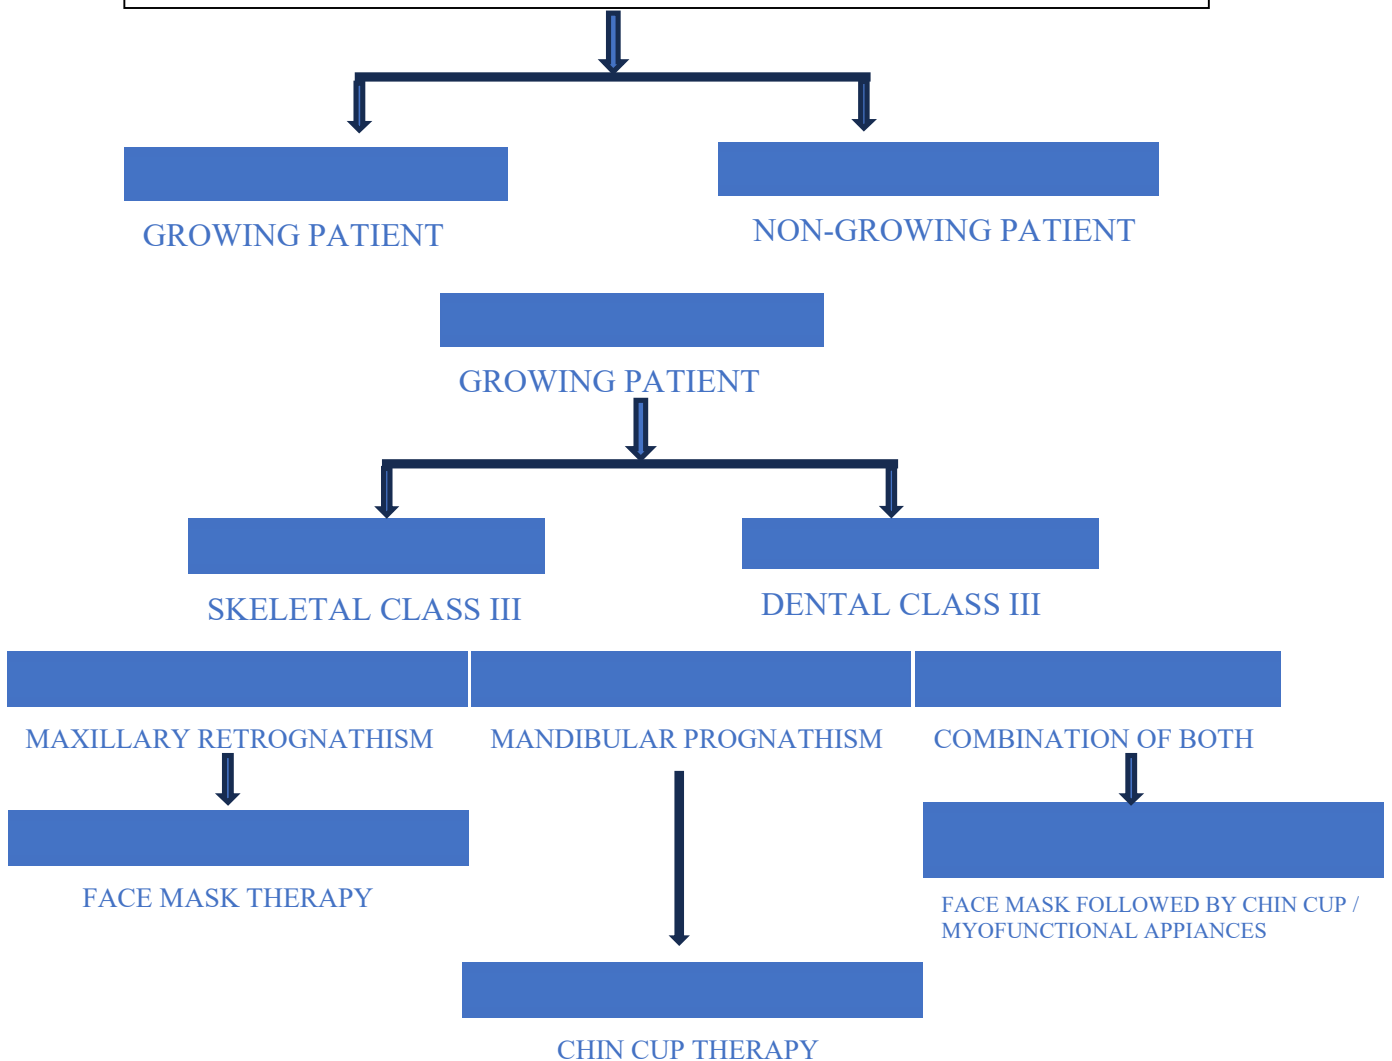 GROWING PATIENT
NON-GROWING PATIENT
GROWING PATIENT
SKELETAL CLASS III
DENTAL CLASS III
MAXILLARY RETROGNATHISM
MANDIBULAR PROGNATHISM
COMBINATION OF BOTH
FACE MASK THERAPY
FACE MASK FOLLOWED BY CHIN CUP /
MYOFUNCTIONAL APPIANCES
CHIN CUP THERAPY